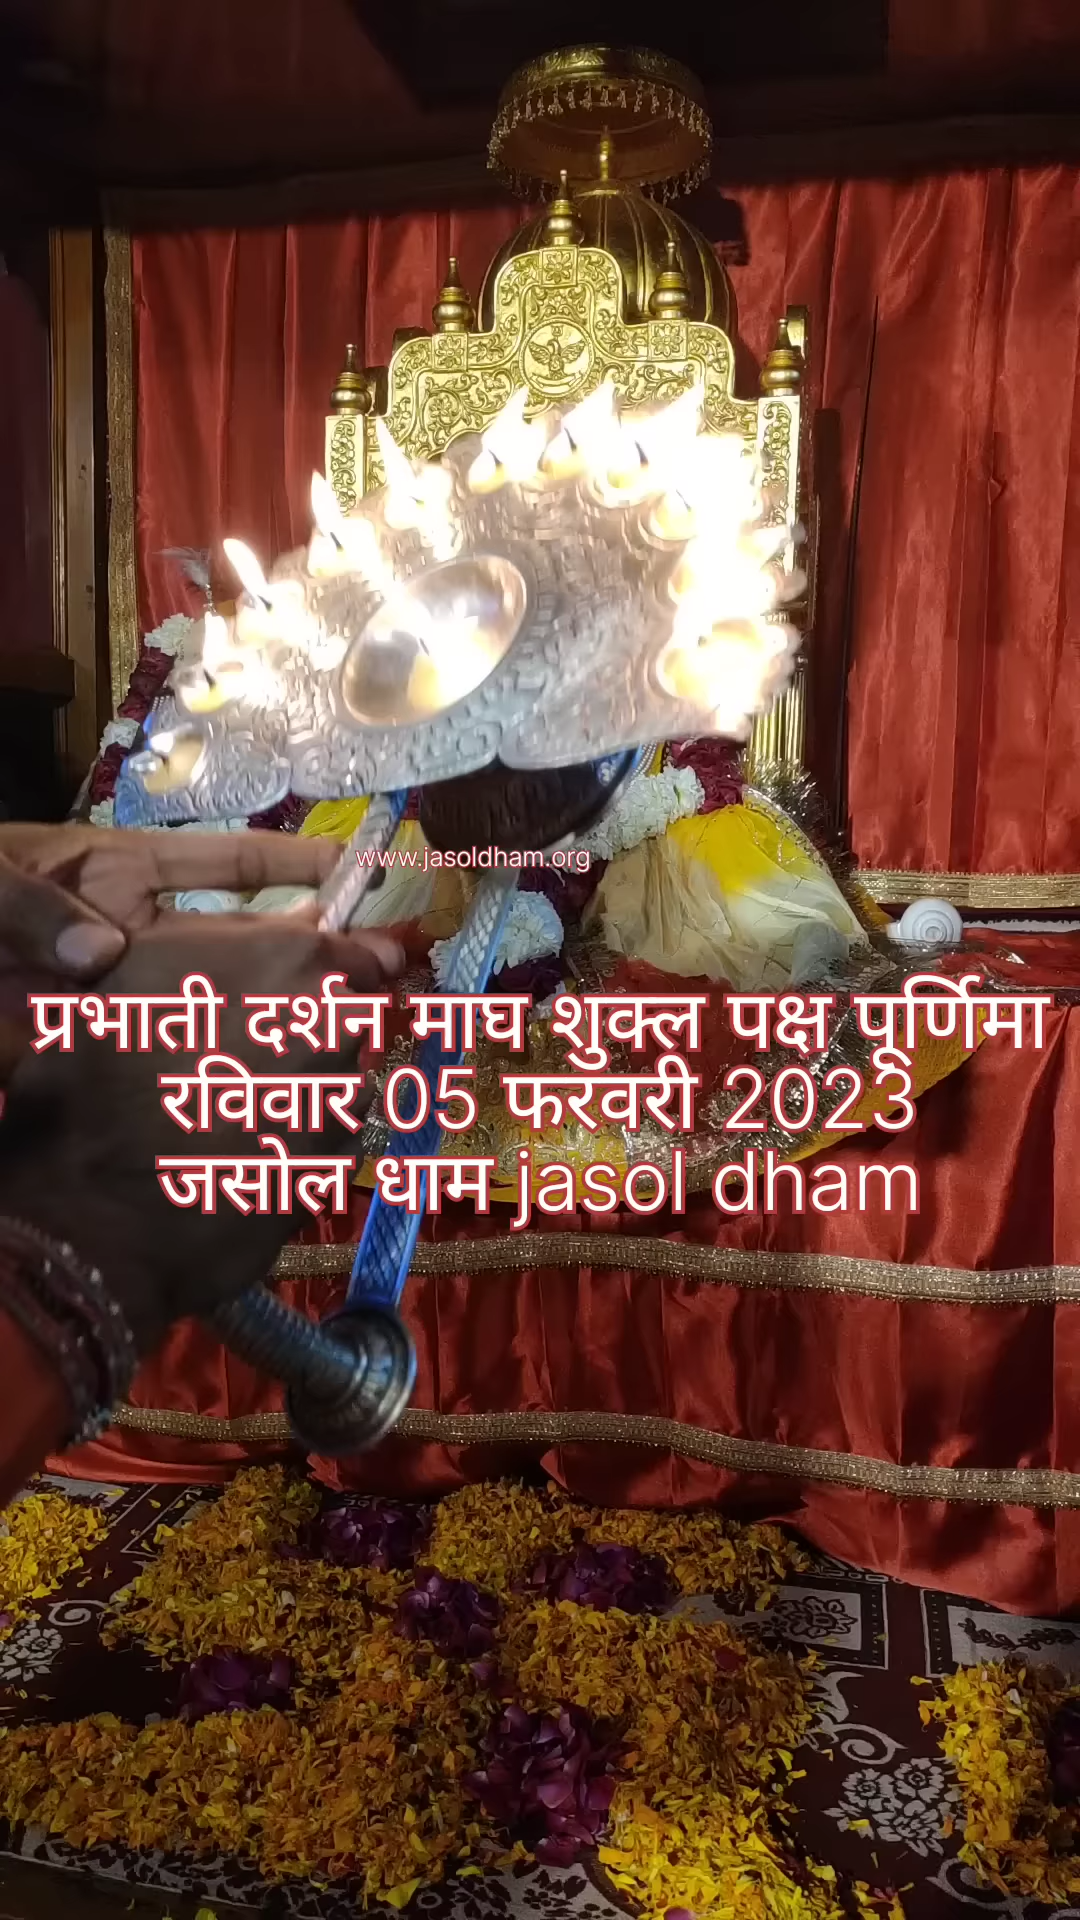 www.jasoldham.org
प्रभाती दर्शन माघ शुक्ल पक्ष पूर्णिमा
रविवार 05 फरवरी 2023
जसोल धाम jasol dham